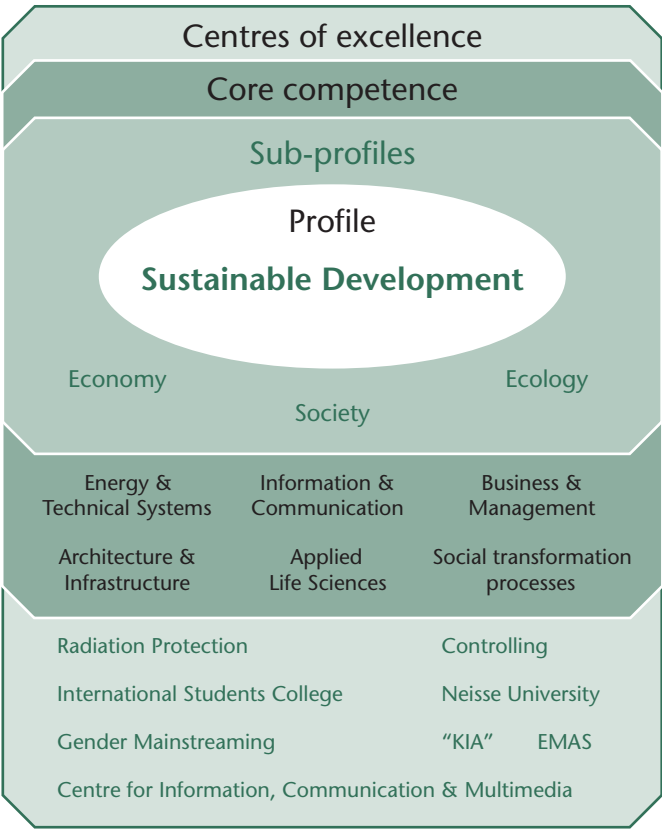 Centres of excellence
Core competence
Sub-profiles
Profile
Sustainable Development
Economy
Ecology
Society
Energy &
Technical Systems
Information &
Communication
Business &
Management
Architecture &
Infrastructure
Applied
Life Sciences
Social transformation
processes
Radiation Protection
Controlling
International Students College
Neisse University
Gender Mainstreaming
“KIA”
EMAS
Centre for Information, Communication & Multimedia